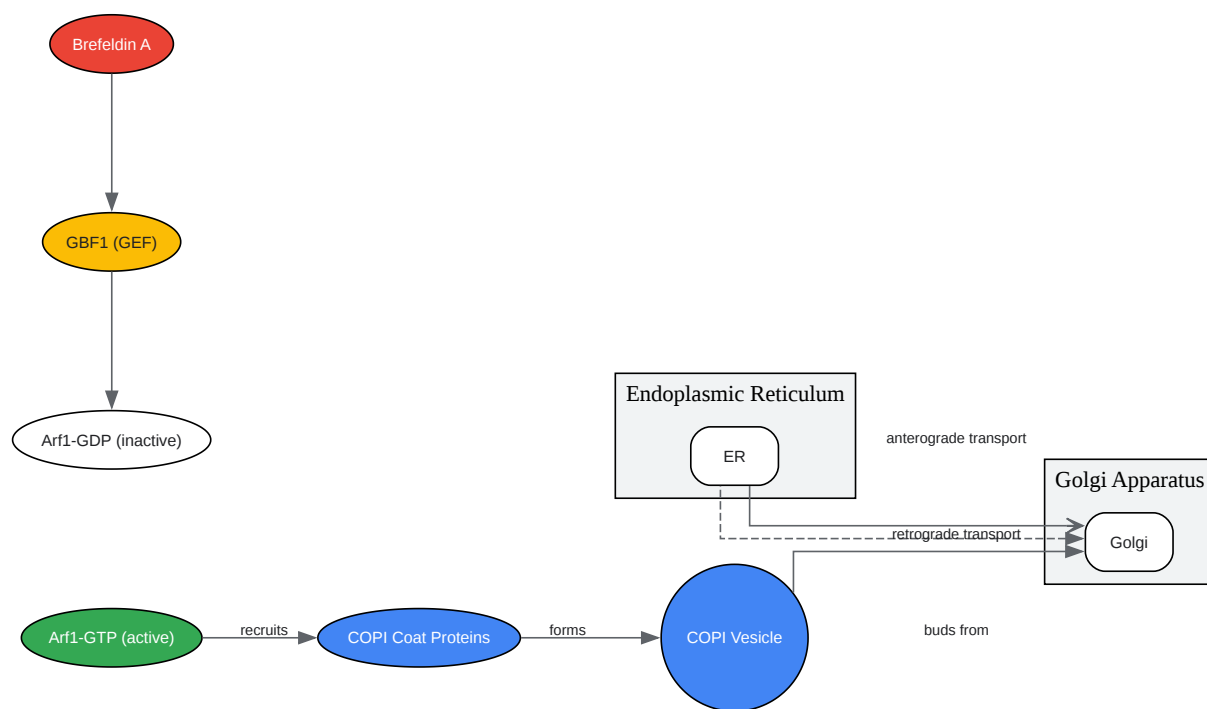 Brefeldin A
GBF1 (GEF)
Arf1-GDP (inactive)
Endoplasmic Reticulum
ER
anterograde transport
Golgi Apparatus
retrograde transport
Golgi
Arf1-GTP (active)
recruits
COPI Coat Proteins
forms
COPI Vesicle
buds from